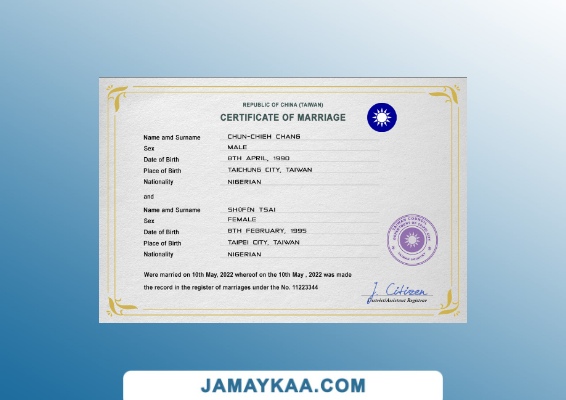 REPUBLIC OF CHINA (TAIWAN)
CERTIFICATE OF MARRIAGE
Name and Surname CHUN-CHIEH CHANG
Sex MALE
Date of Birth 8TH APRIL, 1990
Place of Birth TAICHUNG CITY, TAIWAN
Nationality NIGERIAN
and
Name and Surname SHOFEN TSAI
Sex FEMALE
Date of Birth 8TH FEBRUARY, 1995
Place of Birth TAIPEI CITY, TAIWAN
Nationality NIGERIAN
Were married on 10th May, 2022 whereof on the 10th May , 2022 was made
the record in the register of marriages under the No. 11223344
J. Citizen
Registrar
JAMAYKAA.COM